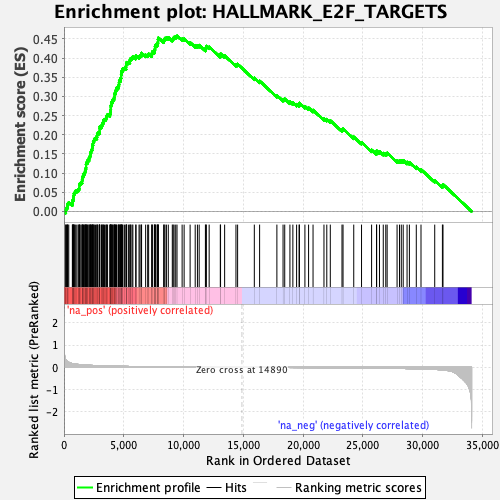 Enrichment plot: HALLMARK_E2F_TARGETS
Enrichment score (ES)
0.45
0.40
0.35
0.30
0.25
0.20
0.15
0.10
0.05
0.00
'na_pos' (positively correlated)
Ranked list metric (PreRanked)
2
1
0
-1
-2
Zero cross at 14890
'na_neg' (negatively correlated)
0 5,000 10,000 15,000 20,000 25,000 30,000 35,000
Rank in Ordered Dataset
Enrichment profile Hits Ranking metric scores